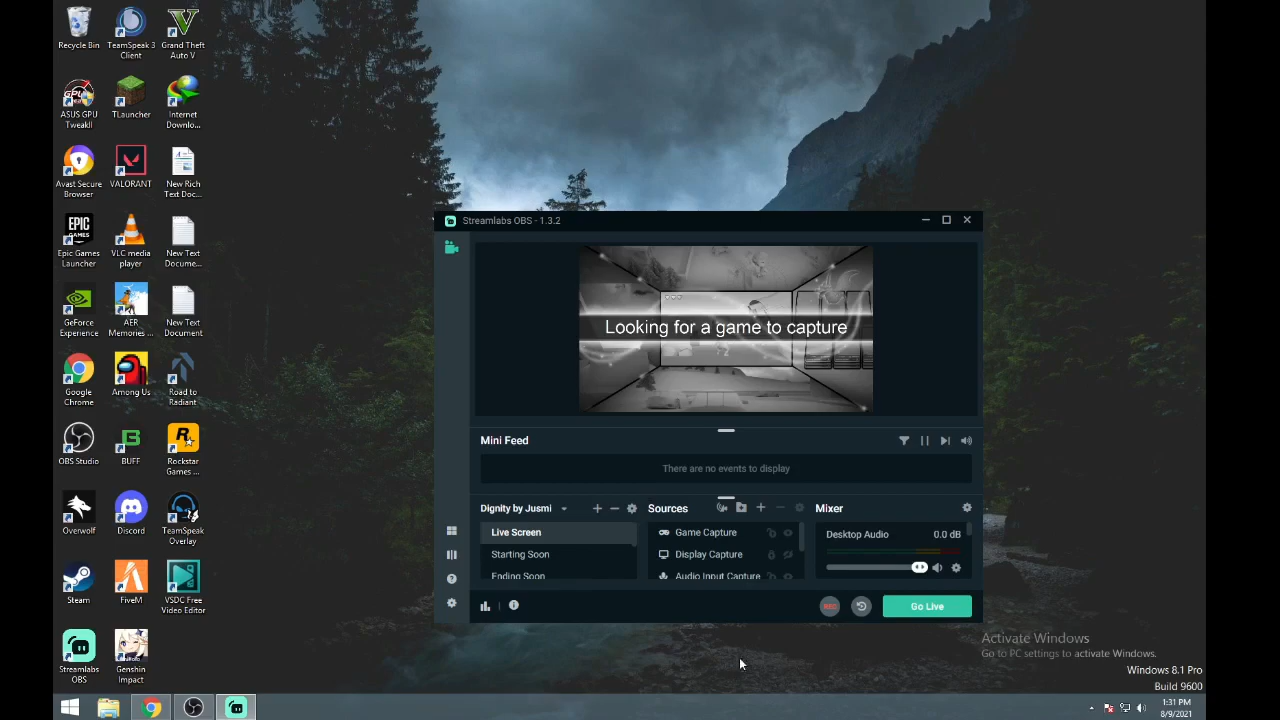 Recycle Bin
TeamSpeak 3
Client
Grand Theft
Auto V
ASUS GPU
TweakII
TLauncher
Internet
Downlo...
Avast Secure
Browser
VALORANT
New Rich
Text Doc...
EPIC
GAMES
Epic Games
Launcher
VLC media
player
New Text
Docume...
GeForce
Experience
AER
Memories ...
New Text
Document
Google
Chrome
Among Us
Road to
Radiant
OBS Studio
BUFF
Rockstar
Games ...
Overwolf
Discord
TeamSpeak
Overlay
Steam
FiveM
VSDC Free
Video Editor
Streamlabs
OBS
Genshin
Impact
Streamlabs OBS - 1.3.2
Looking for a game to capture
Mini Feed
There are no events to display
Dignity by Jusmi
Sources
Mixer
Live Screen
Starting Soon
Ending Soon
Game Capture
Display Capture
Audio Input Capture
Desktop Audio 0.0 dB
REC
Go Live
Activate Windows
Go to PC settings to activate Windows.
Windows 8.1 Pro
Build 9600
1:31 PM
8/9/2021